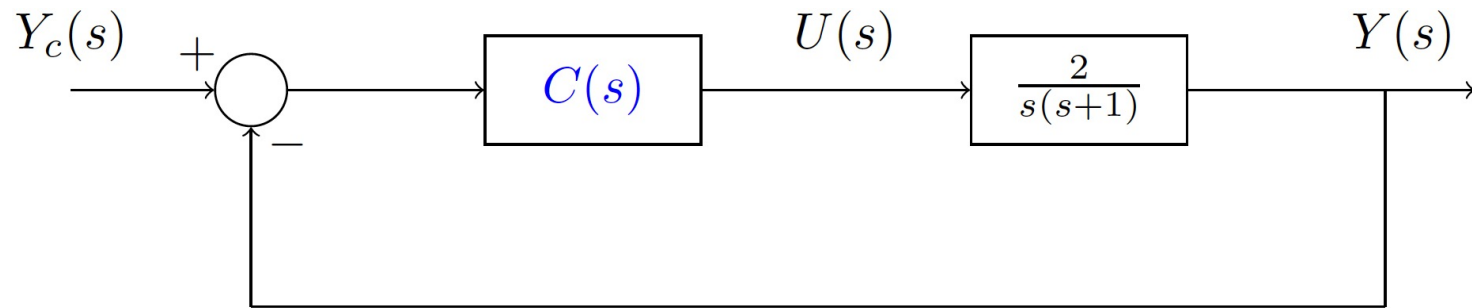 Y_c(s)
+
−
C(s)
U(s)
2/(s(s+1))
Y(s)